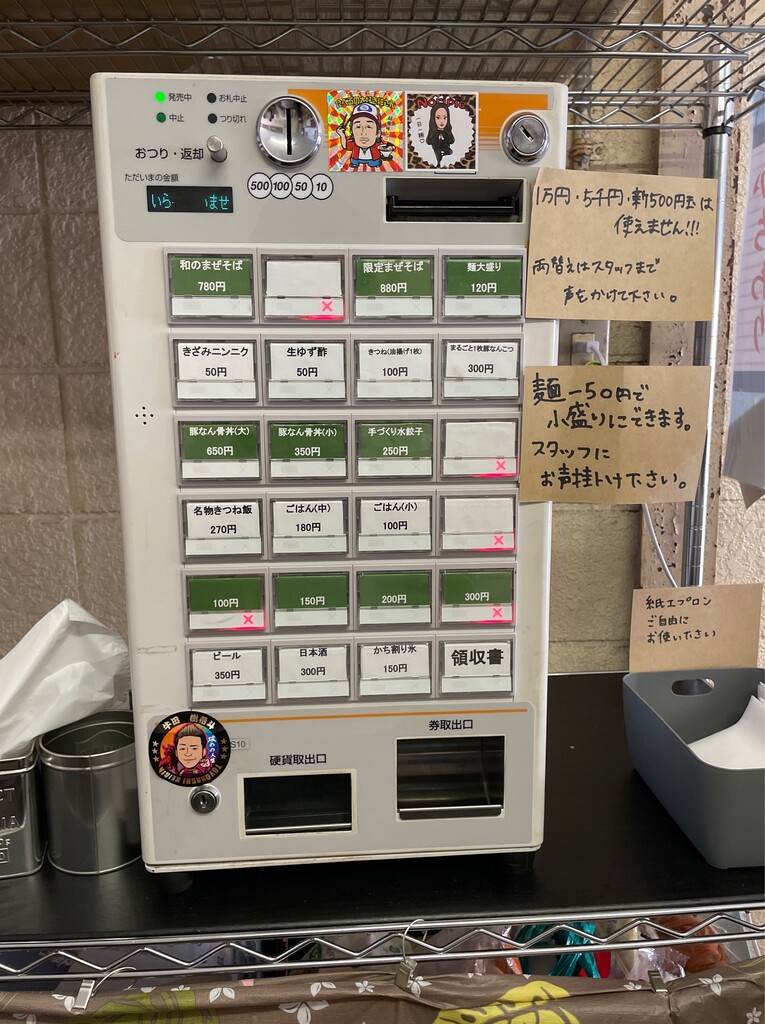 発売中
お札中止
中止
つり切れ
おつり・返却
ただいまの金額
いら ませ
500 100 50 10
NORIPIE
1万円・5千円・新500円玉は
使えません!!!
両替えはスタッフまで
声をかけて下さい。
和のまぜそば
780円
限定まぜそば
880円
麺大盛り
120円
きざみニンニク
50円
生ゆず酢
50円
きつね(油揚げ1枚)
100円
まるごと1枚豚なんこつ
300円
麺-50円で
小盛りにできます。
スタッフに
お声掛け下さい。
豚なん骨丼(大)
650円
豚なん骨丼(小)
350円
手づくり水餃子
250円
名物きつね飯
270円
ごはん(中)
180円
ごはん(小)
100円
100円
150円
200円
300円
紙エプロン
ご自由に
お使い下さい
ビール
350円
日本酒
300円
かち割り氷
150円
領収書
券取出口
硬貨取出口
S10
TOYOHASHI KEIRIN